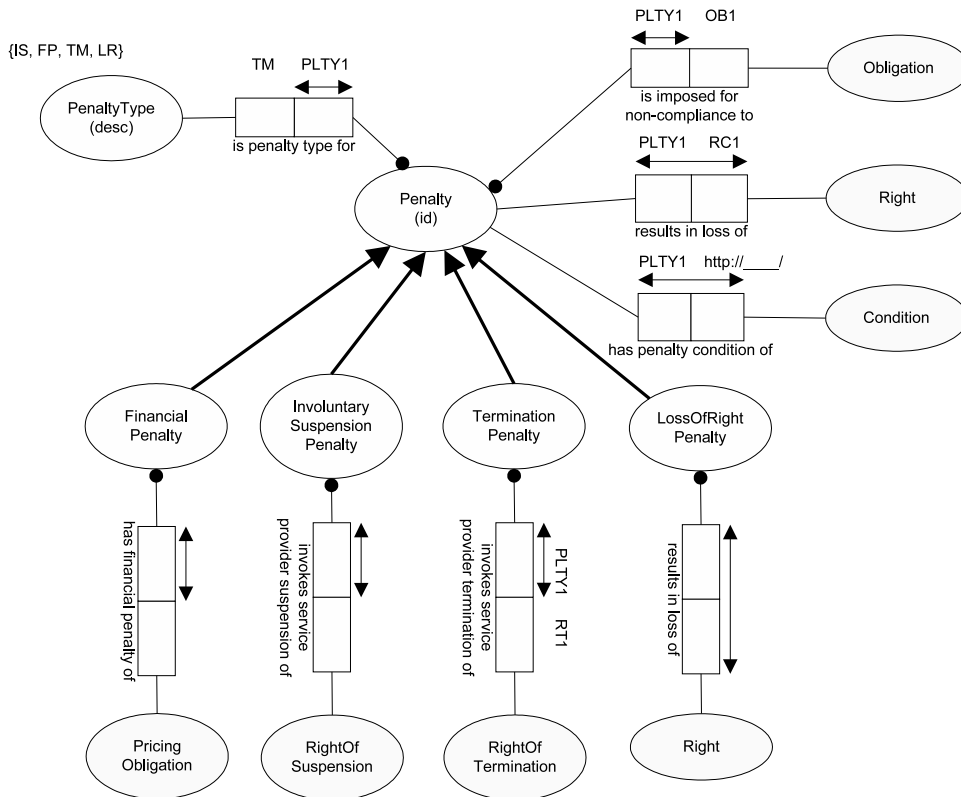 {IS, FP, TM, LR}
PenaltyType
(desc)
TM PLTY1
is penalty type for
PLTY1 OB1
is imposed for
non-compliance to
Obligation
Penalty
(id)
PLTY1 RC1
results in loss of
Right
PLTY1 http://____/
has penalty condition of
Condition
Financial
Penalty
Involuntary
Suspension
Penalty
Termination
Penalty
LossOfRight
Penalty
has financial penalty of
invokes service
provider suspension of
invokes service
provider termination of
PLTY1 RT1
results in loss of
Pricing
Obligation
RightOf
Suspension
RightOf
Termination
Right